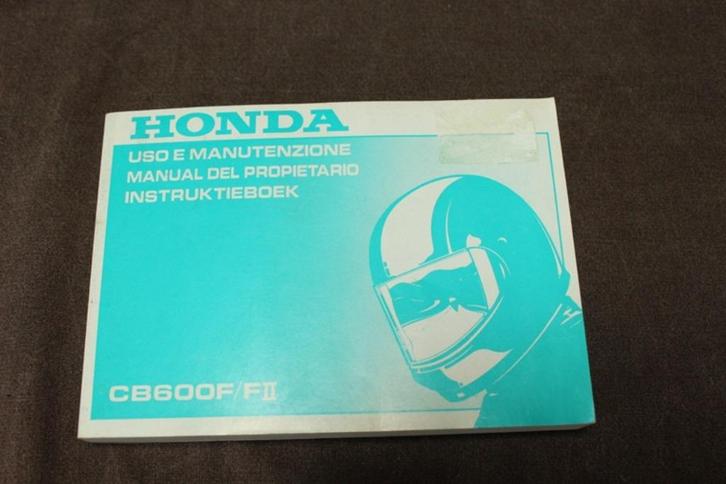 HONDA
USO E MANUTENZIONE
MANUAL DEL PROPIETARIO
INSTRUKTIEBOEK
CB600F/FII